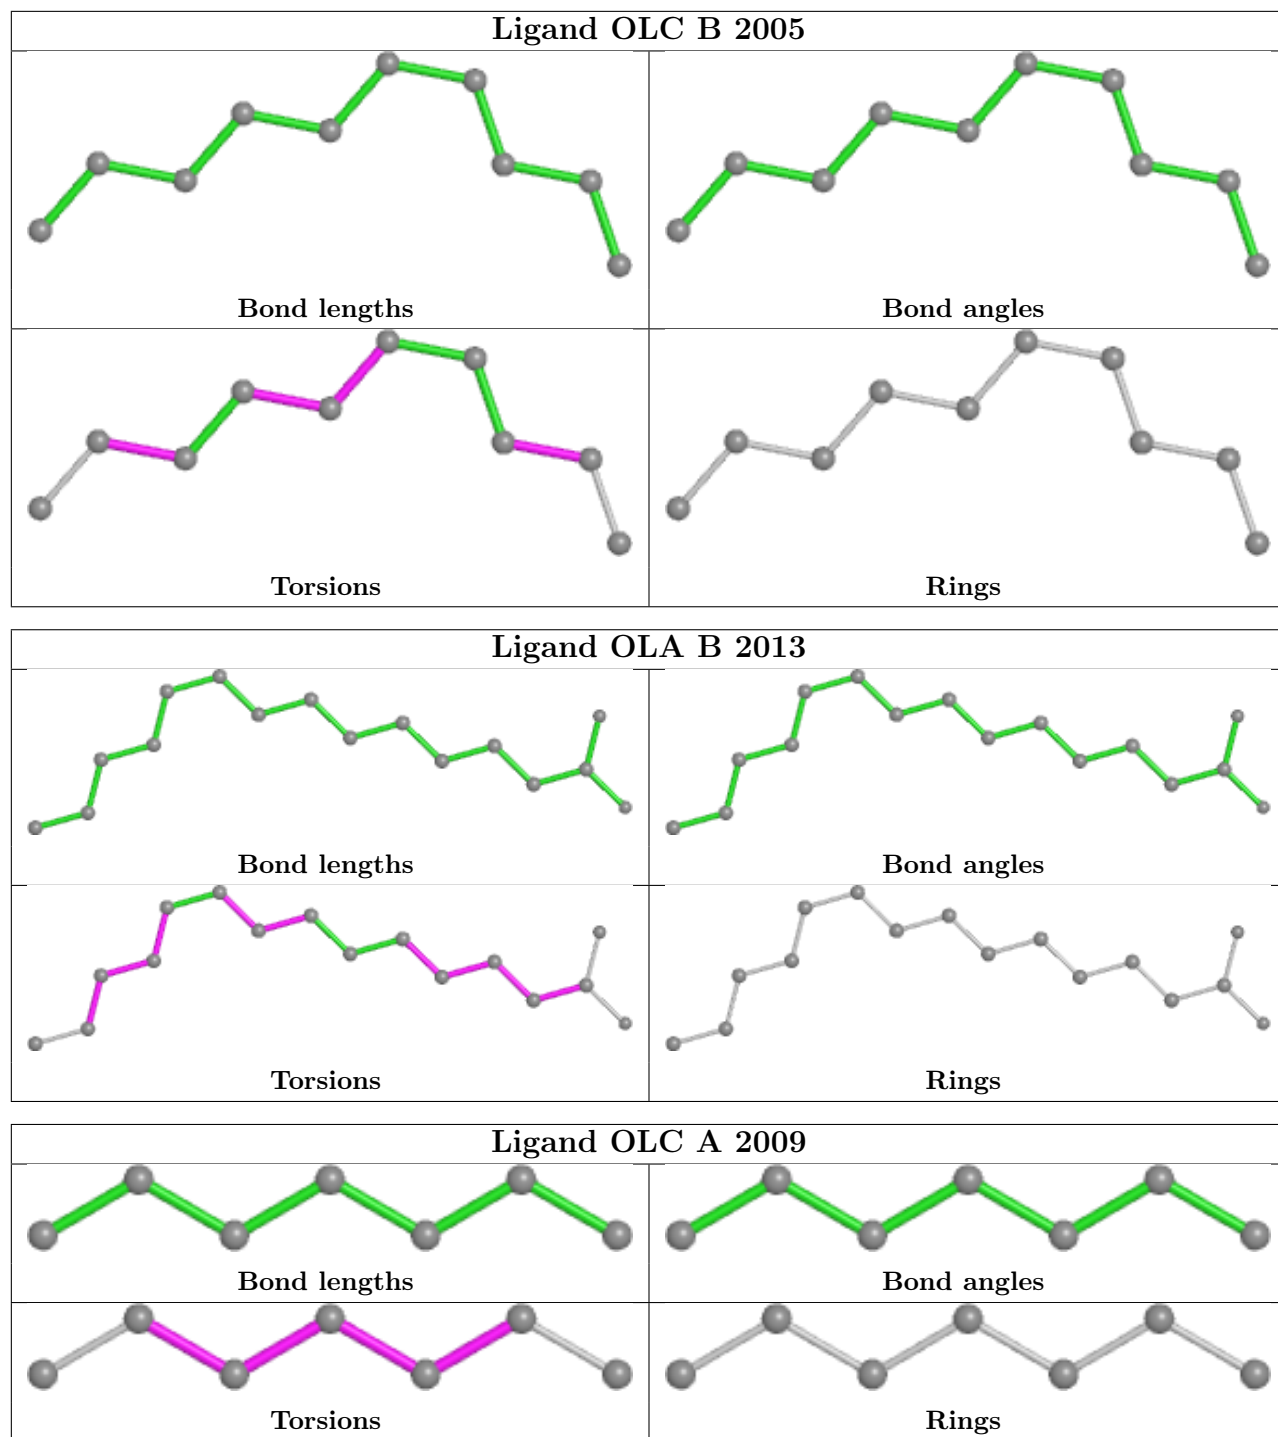 Ligand OLC B 2005
Bond lengths
Bond angles
Torsions
Rings
Ligand OLA B 2013
Bond lengths
Bond angles
Torsions
Rings
Ligand OLC A 2009
Bond lengths
Bond angles
Torsions
Rings